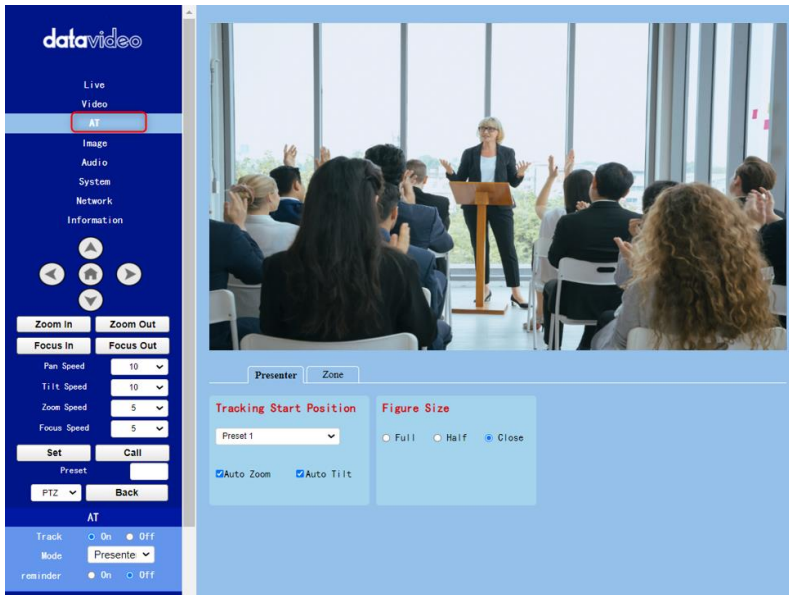 datavideo
Live
Video
AT
Image
Audio
System
Network
Information
Zoom In Zoom Out
Focus In Focus Out
Pan Speed 10
Tilt Speed 10
Zoom Speed 5
Focus Speed 5
Set Call
Preset
PTZ Back
AT
Track On Off
Mode Presente
reminder On Off
Presenter Zone
Tracking Start Position
Preset 1
Auto Zoom Auto Tilt
Figure Size
Full Half Close